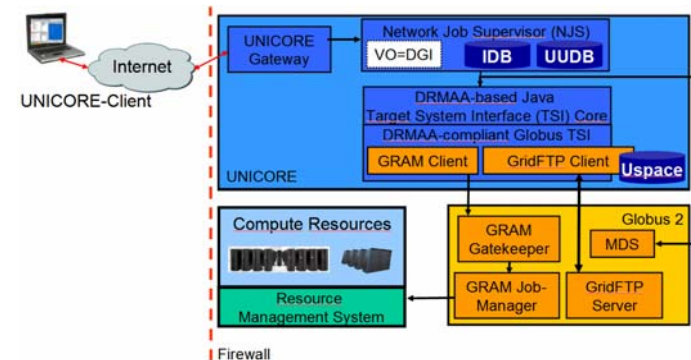 UNICORE-Client
Internet
UNICORE
Gateway
Network Job Supervisor (NJS)
VO=DGI
IDB
UUDB
DRMAA-based Java
Target System Interface (TSI) Core
DRMAA-compliant Globus TSI
GRAM Client
GridFTP Client
Uspace
UNICORE
Compute Resources
Resource
Management System
Globus 2
GRAM
Gatekeeper
MDS
GRAM Job-
Manager
GridFTP
Server
Firewall